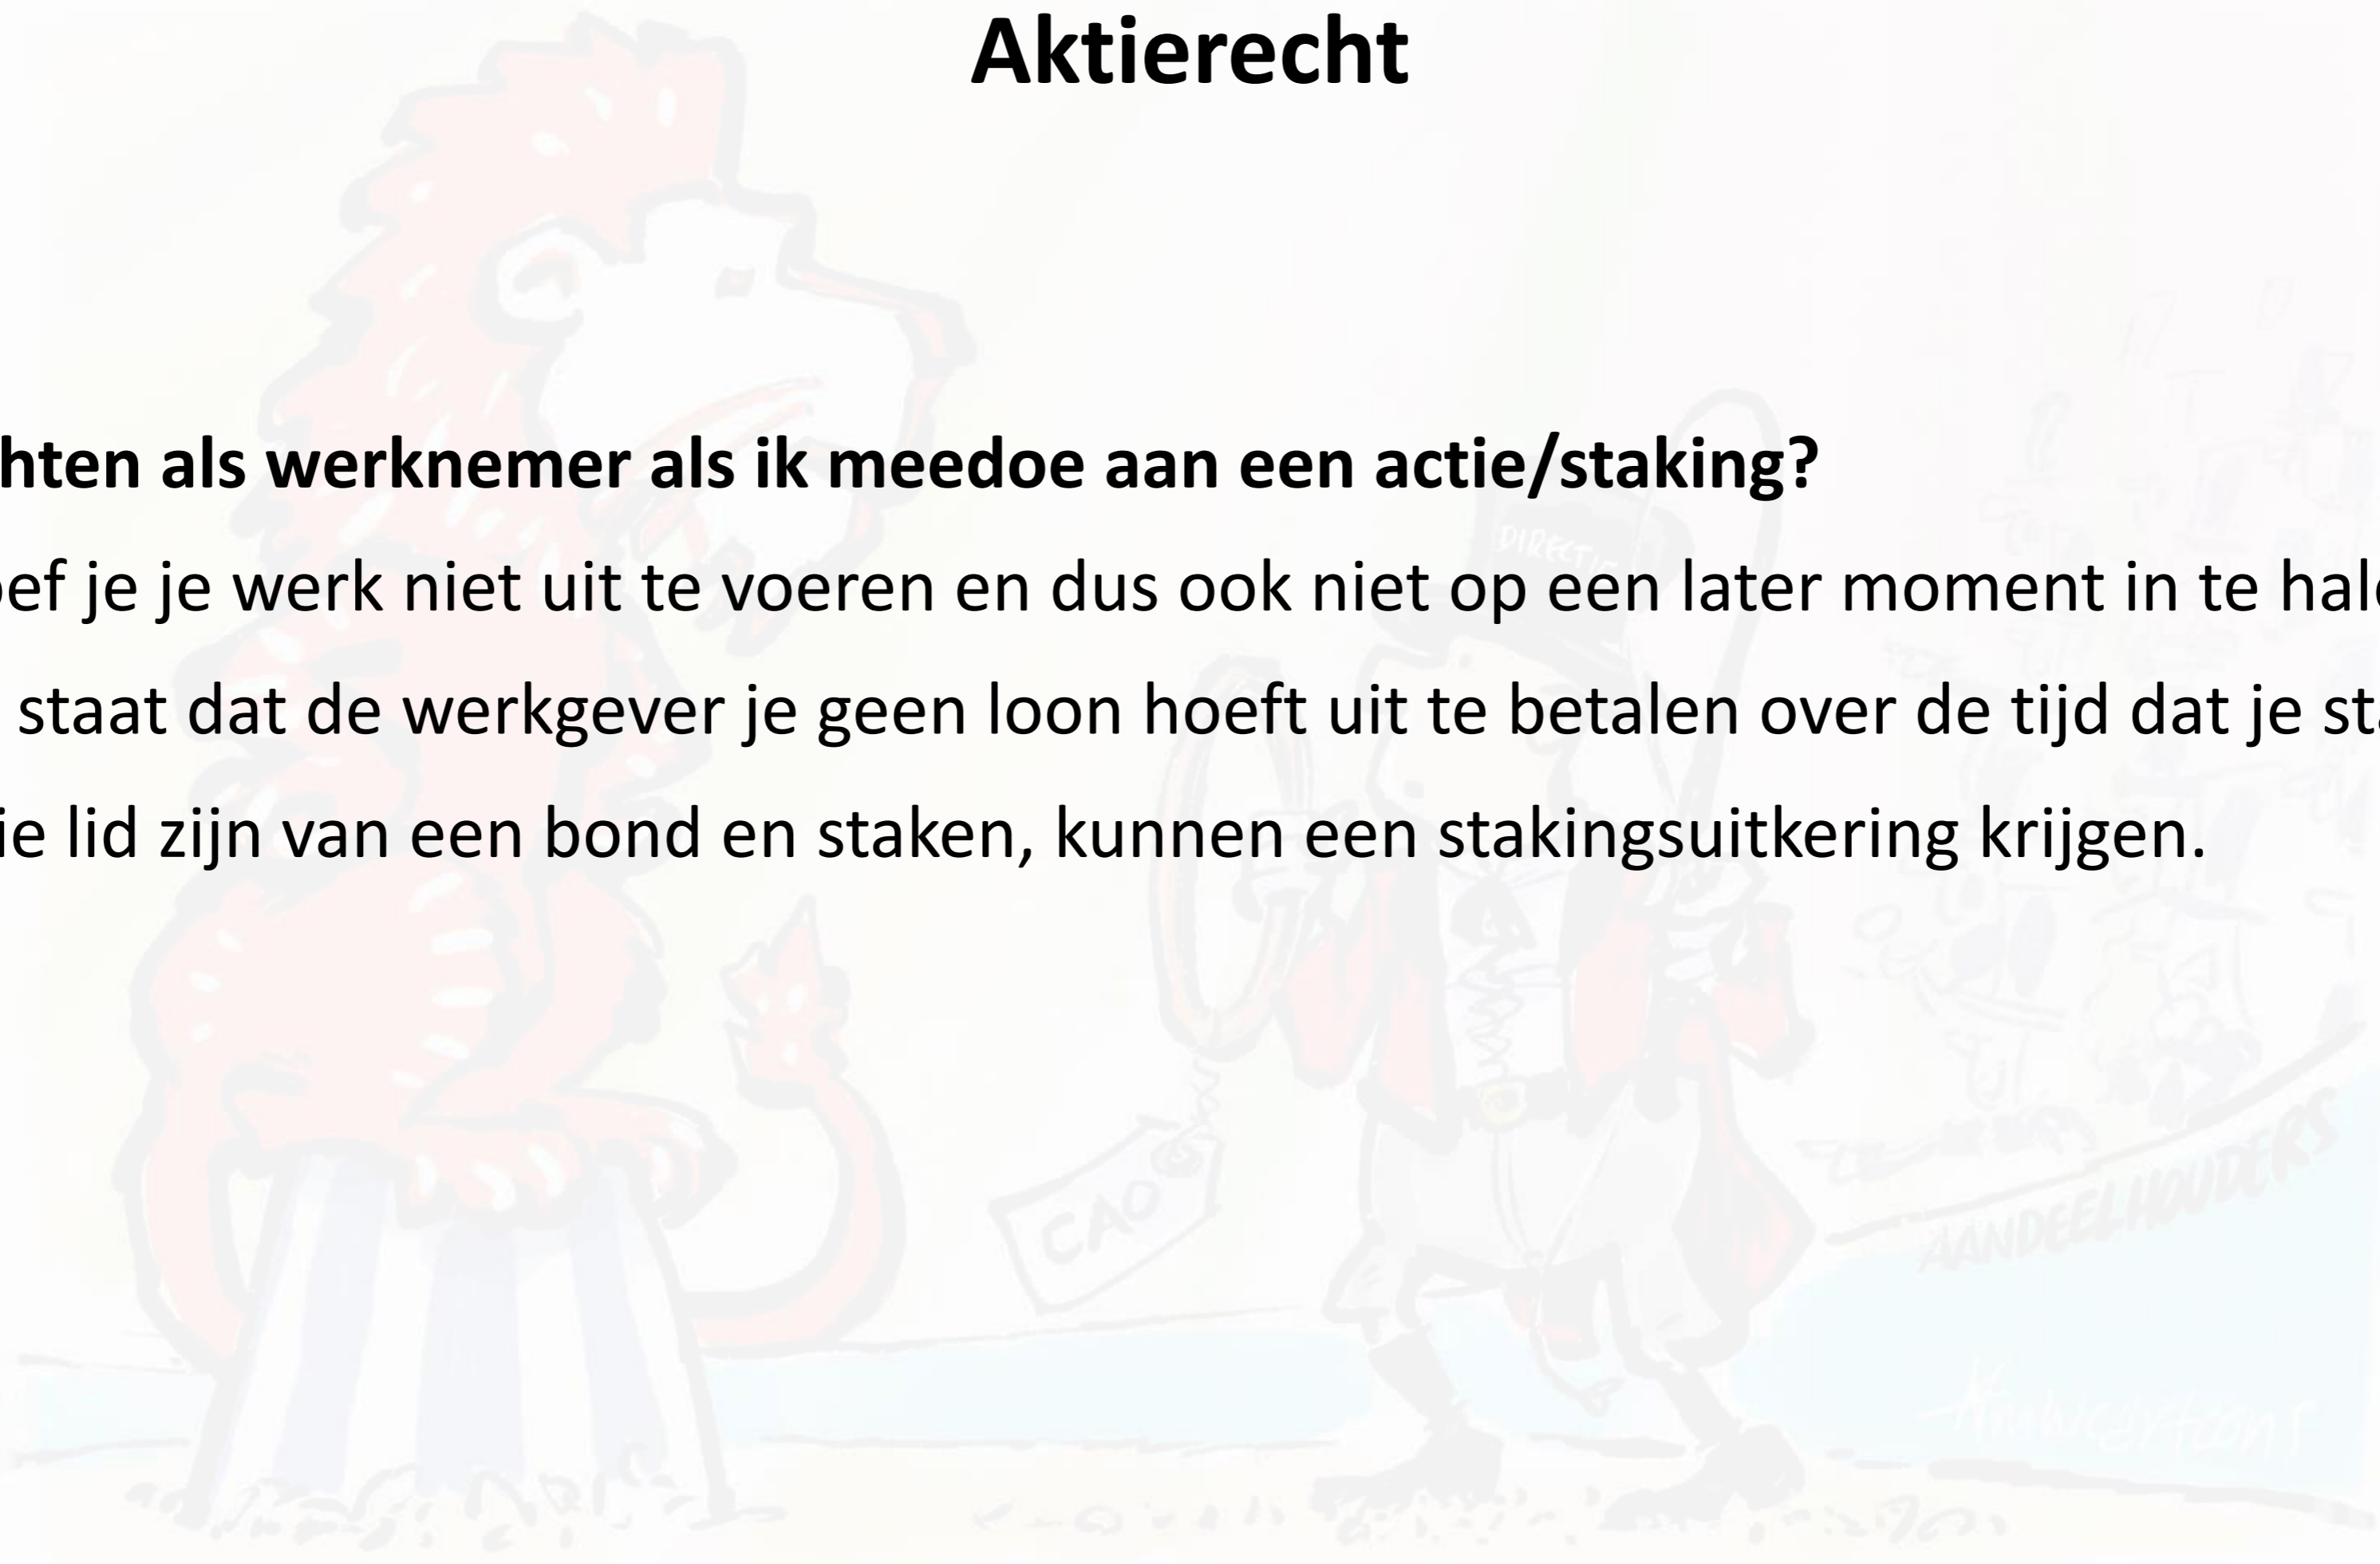 Aktierecht
hten als werknemer als ik meedoe aan een actie/staking?
ef je je werk niet uit te voeren en dus ook niet op een later moment in te hal
staat dat de werkgever je geen loon hoeft uit te betalen over de tijd dat je st
ie lid zijn van een bond en staken, kunnen een stakingsuitkering krijgen.
DIRECTIE
CAO
AANDEELHOUDERS